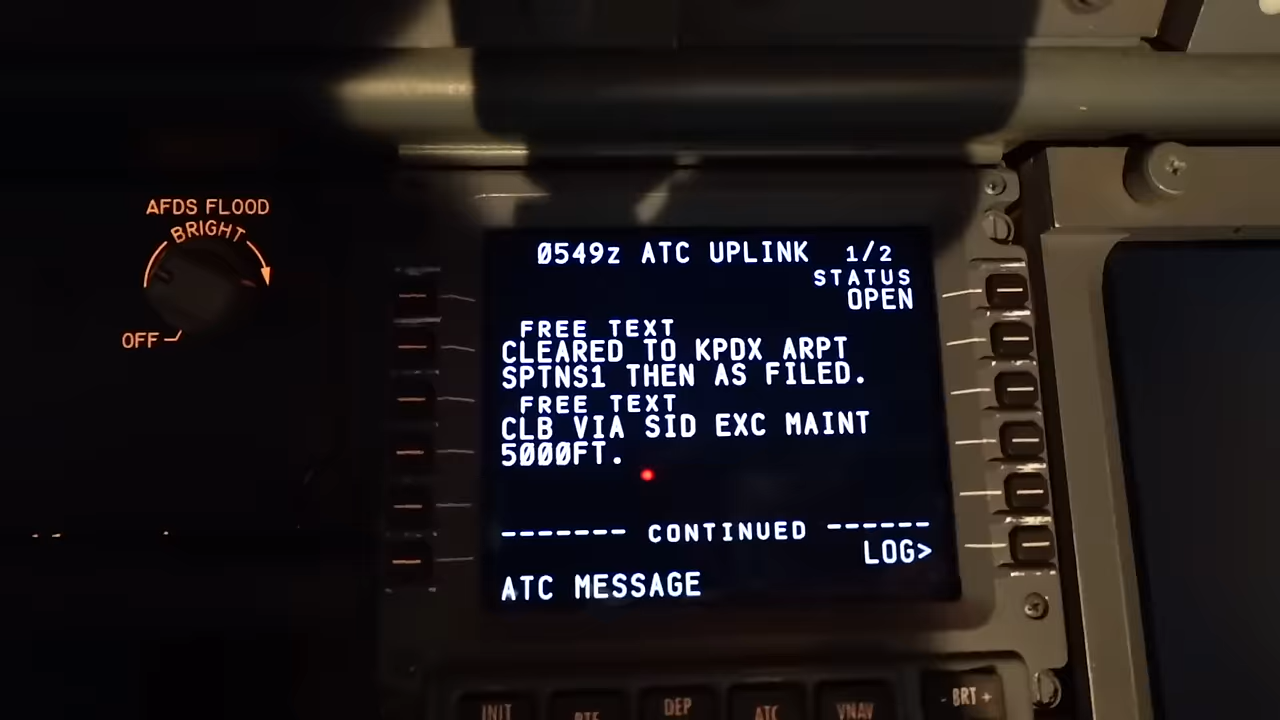 AFDS FLOOD
BRIGHT
OFF
0549z ATC UPLINK 1/2
STATUS
OPEN
FREE TEXT
CLEARED TO KPDX ARPT
SPTNS1 THEN AS FILED.
FREE TEXT
CLB VIA SID EXC MAINT
5000FT.
------- CONTINUED ------
LOG>
ATC MESSAGE
INIT
RTE
DEP
ATC
VNAV
- BRT +